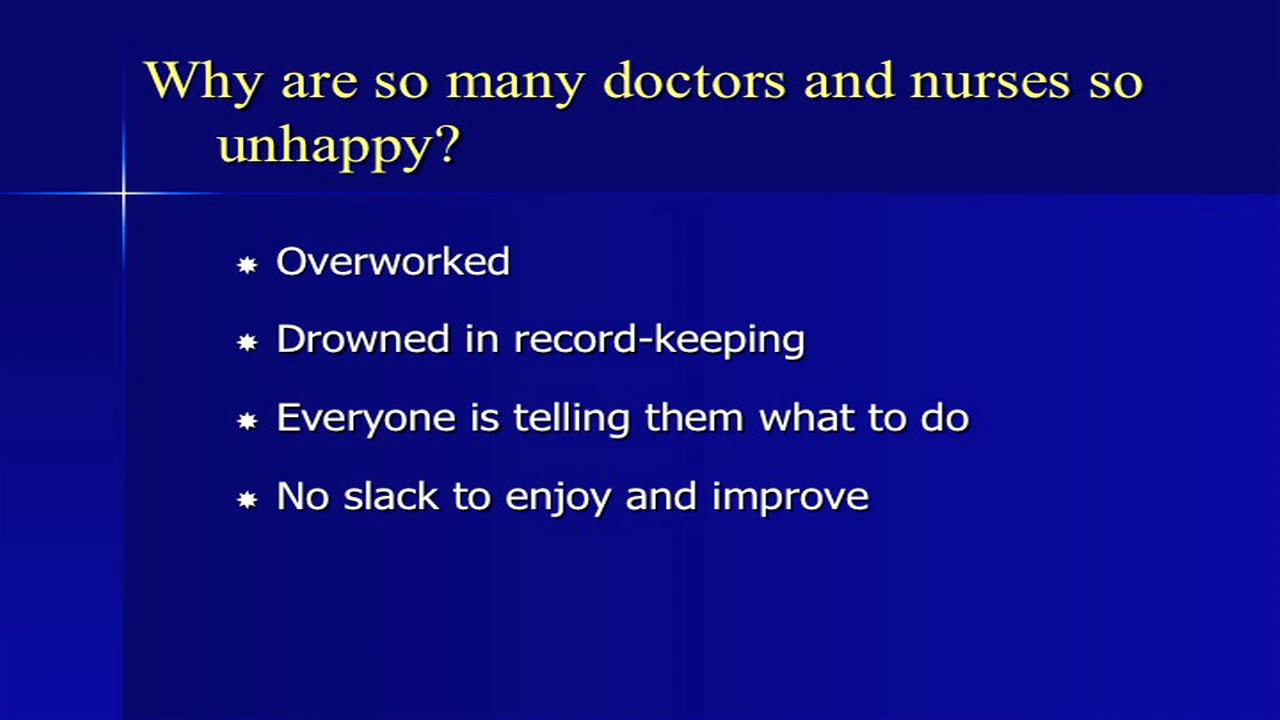 Why are so many doctors and nurses so
unhappy?
Overworked
Drowned in record-keeping
Everyone is telling them what to do
No slack to enjoy and improve